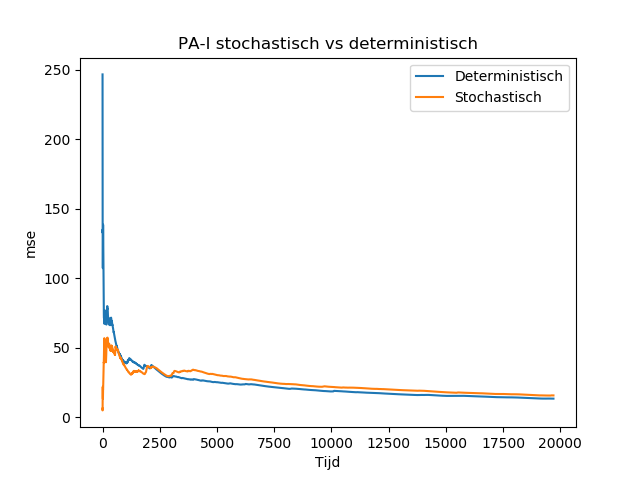 PA-I stochastisch vs deterministisch
250
200
150
100
50
0
mse
Deterministisch
Stochastisch
0 2500 5000 7500 10000 12500 15000 17500 20000
Tijd